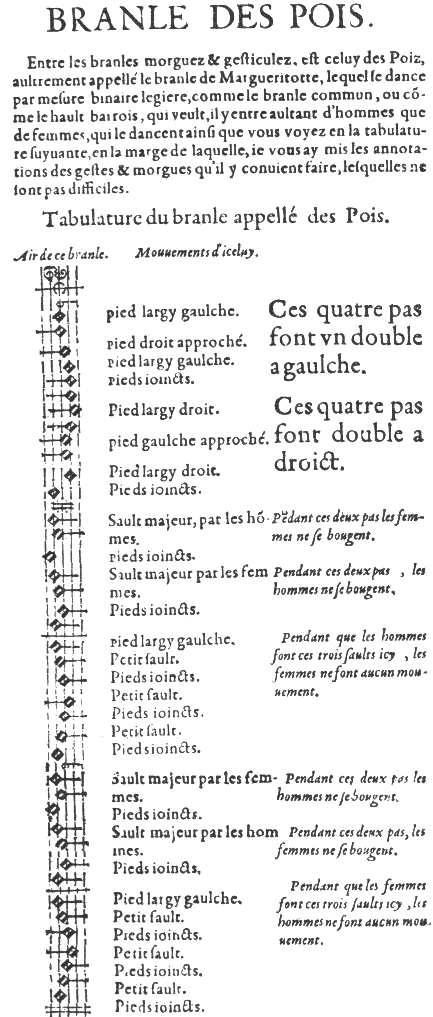 BRANLE DES POIS.
Entre les branles morguez & gesticulez, est celuy des Poiz,
aultrement appellé le branle de Margueritotte, lequel se dance
par mesure binaire legiere, comme le branle commun, ou cō-
me le hault barrois, qui veult, il y entre aultant d'hommes que
de femmes, qui le dancent ainsi que vous voyez en la tabulatu-
re suyuante, en la marge de laquelle, ie vous ay mis les annota-
tions des gestes & morgues qu'il y conuient faire, lesquelles ne
sont pas difficiles.
Tabulature du branle appellé des Pois.
Air de ce branle. Mouuements d'iceluy.
pied largy gaulche.
pied droit approché.
pied largy gaulche.
pieds ioincts.
Ces quatre pas
font vn double
a gaulche.
Pied largy droit.
pied gaulche approché.
Pied largy droit.
Pieds ioincts.
Ces quatre pas
font double a
droict.
Sault majeur, par les hō-
mes.
pieds ioincts.
Pēdant ces deux pas les fem-
mes ne se bougent.
Sault majeur par les fem
mes.
Pieds ioincts.
Pendant ces deux pas , les
hommes ne se bougent.
pied largy gaulche.
Petit sault.
Pieds ioincts.
Petit sault.
Pieds ioincts.
Petit sault.
Pieds ioincts.
Pendant que les hommes
font ces trois saults icy , les
femmes ne font aucun mou-
uement.
Sault majeur par les fem-
mes.
Pieds ioincts.
Pendant ces deux pas les
hommes ne se bougent.
Sault majeur par les hom
mes.
Pieds ioincts.
Pendant ces deux pas, les
femmes ne se bougent.
Pied largy gaulche.
Petit sault.
Pieds ioincts.
Petit sault.
Pieds ioincts.
Petit sault.
Pieds ioincts.
Pendant que les femmes
font ces trois saults icy , les
hommes ne font aucun mou-
uement.